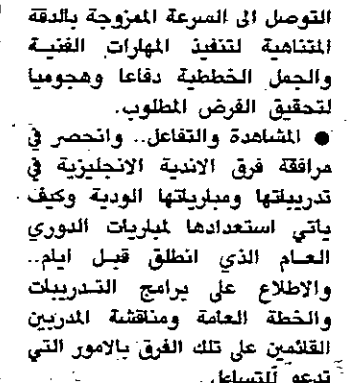 التوصل الى السرعة الممزوجة بالدقة
المتناهية لتنفيذ المهارات الفنية
والجمل الخططية دفاعا وهجوميا
لتحقيق الغرض المطلوب.
● المشاهدة والتفاعل.. وانحصر في
مرافقة فرق الاندية الانجليزية في
تدريباتها ومبارياتها الودية وكيف
يأتي استعدادها لمباريات الدوري
العام الذي انطلق قبل ايام..
والاطلاع على برامج التدريبات
والخطة العامة ومناقشة المدربين
القائمين على تلك الفرق بالامور التي
تدعو للتساؤل.